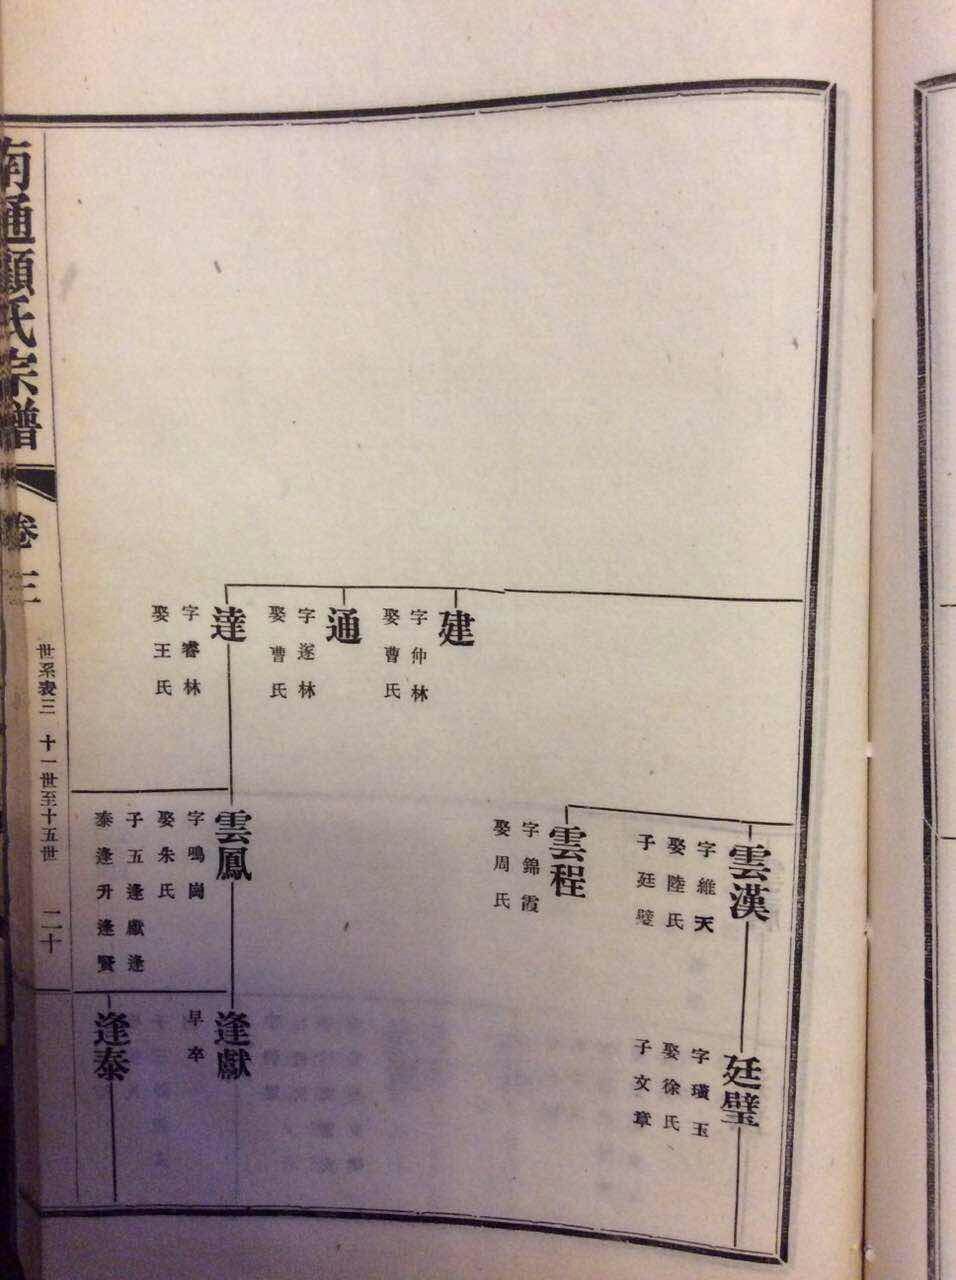 建
字仲林
娶曹氏
通
字遂林
娶曹氏
達
字睿林
娶王氏
雲漢
字維天
娶陸氏
子廷璧
雲程
字錦霞
娶周氏
雲鳳
字鳴崗
娶朱氏
子五逢獻逢
泰逢升逢賢
廷璧
字璜玉
娶徐氏
子文章
逢獻
早卒
逢泰
南通顧氏宗譜
卷三
世系表三 十一世至十五世
二十